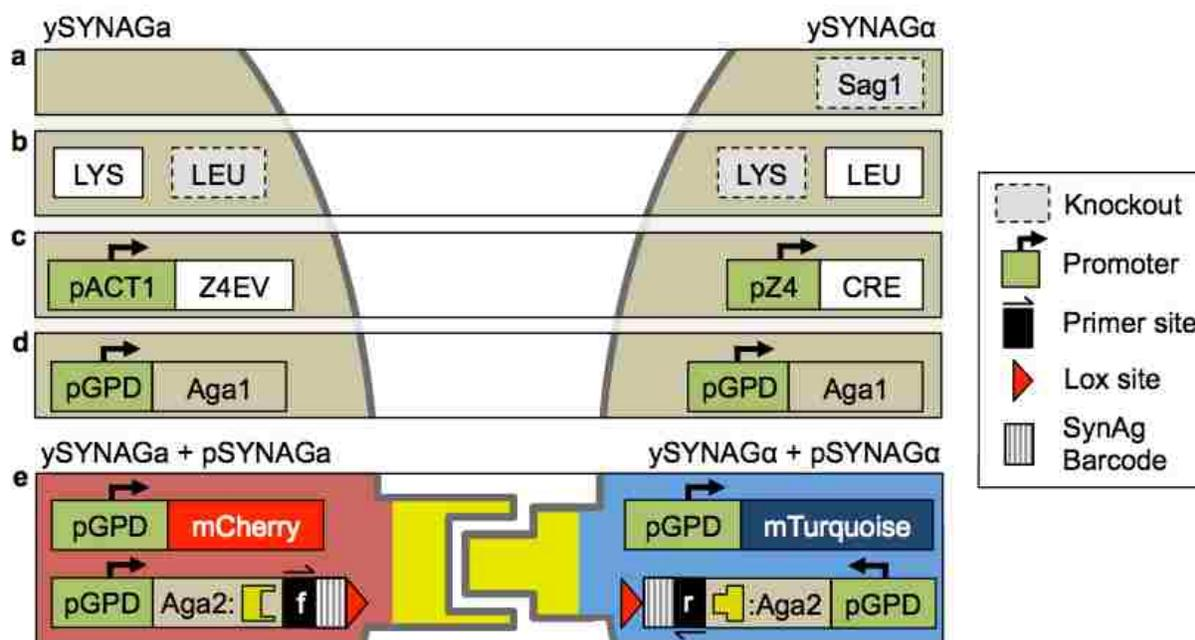 ySYNAGa ySYNAGα
a Sag1
b LYS LEU LYS LEU
c pACT1 Z4EV pZ4 CRE
d pGPD Aga1 pGPD Aga1
ySYNAGa + pSYNAGa ySYNAGα + pSYNAGα
e pGPD mCherry pGPD mTurquoise
pGPD Aga2: f r :Aga2 pGPD
Knockout
Promoter
Primer site
Lox site
SynAg
Barcode